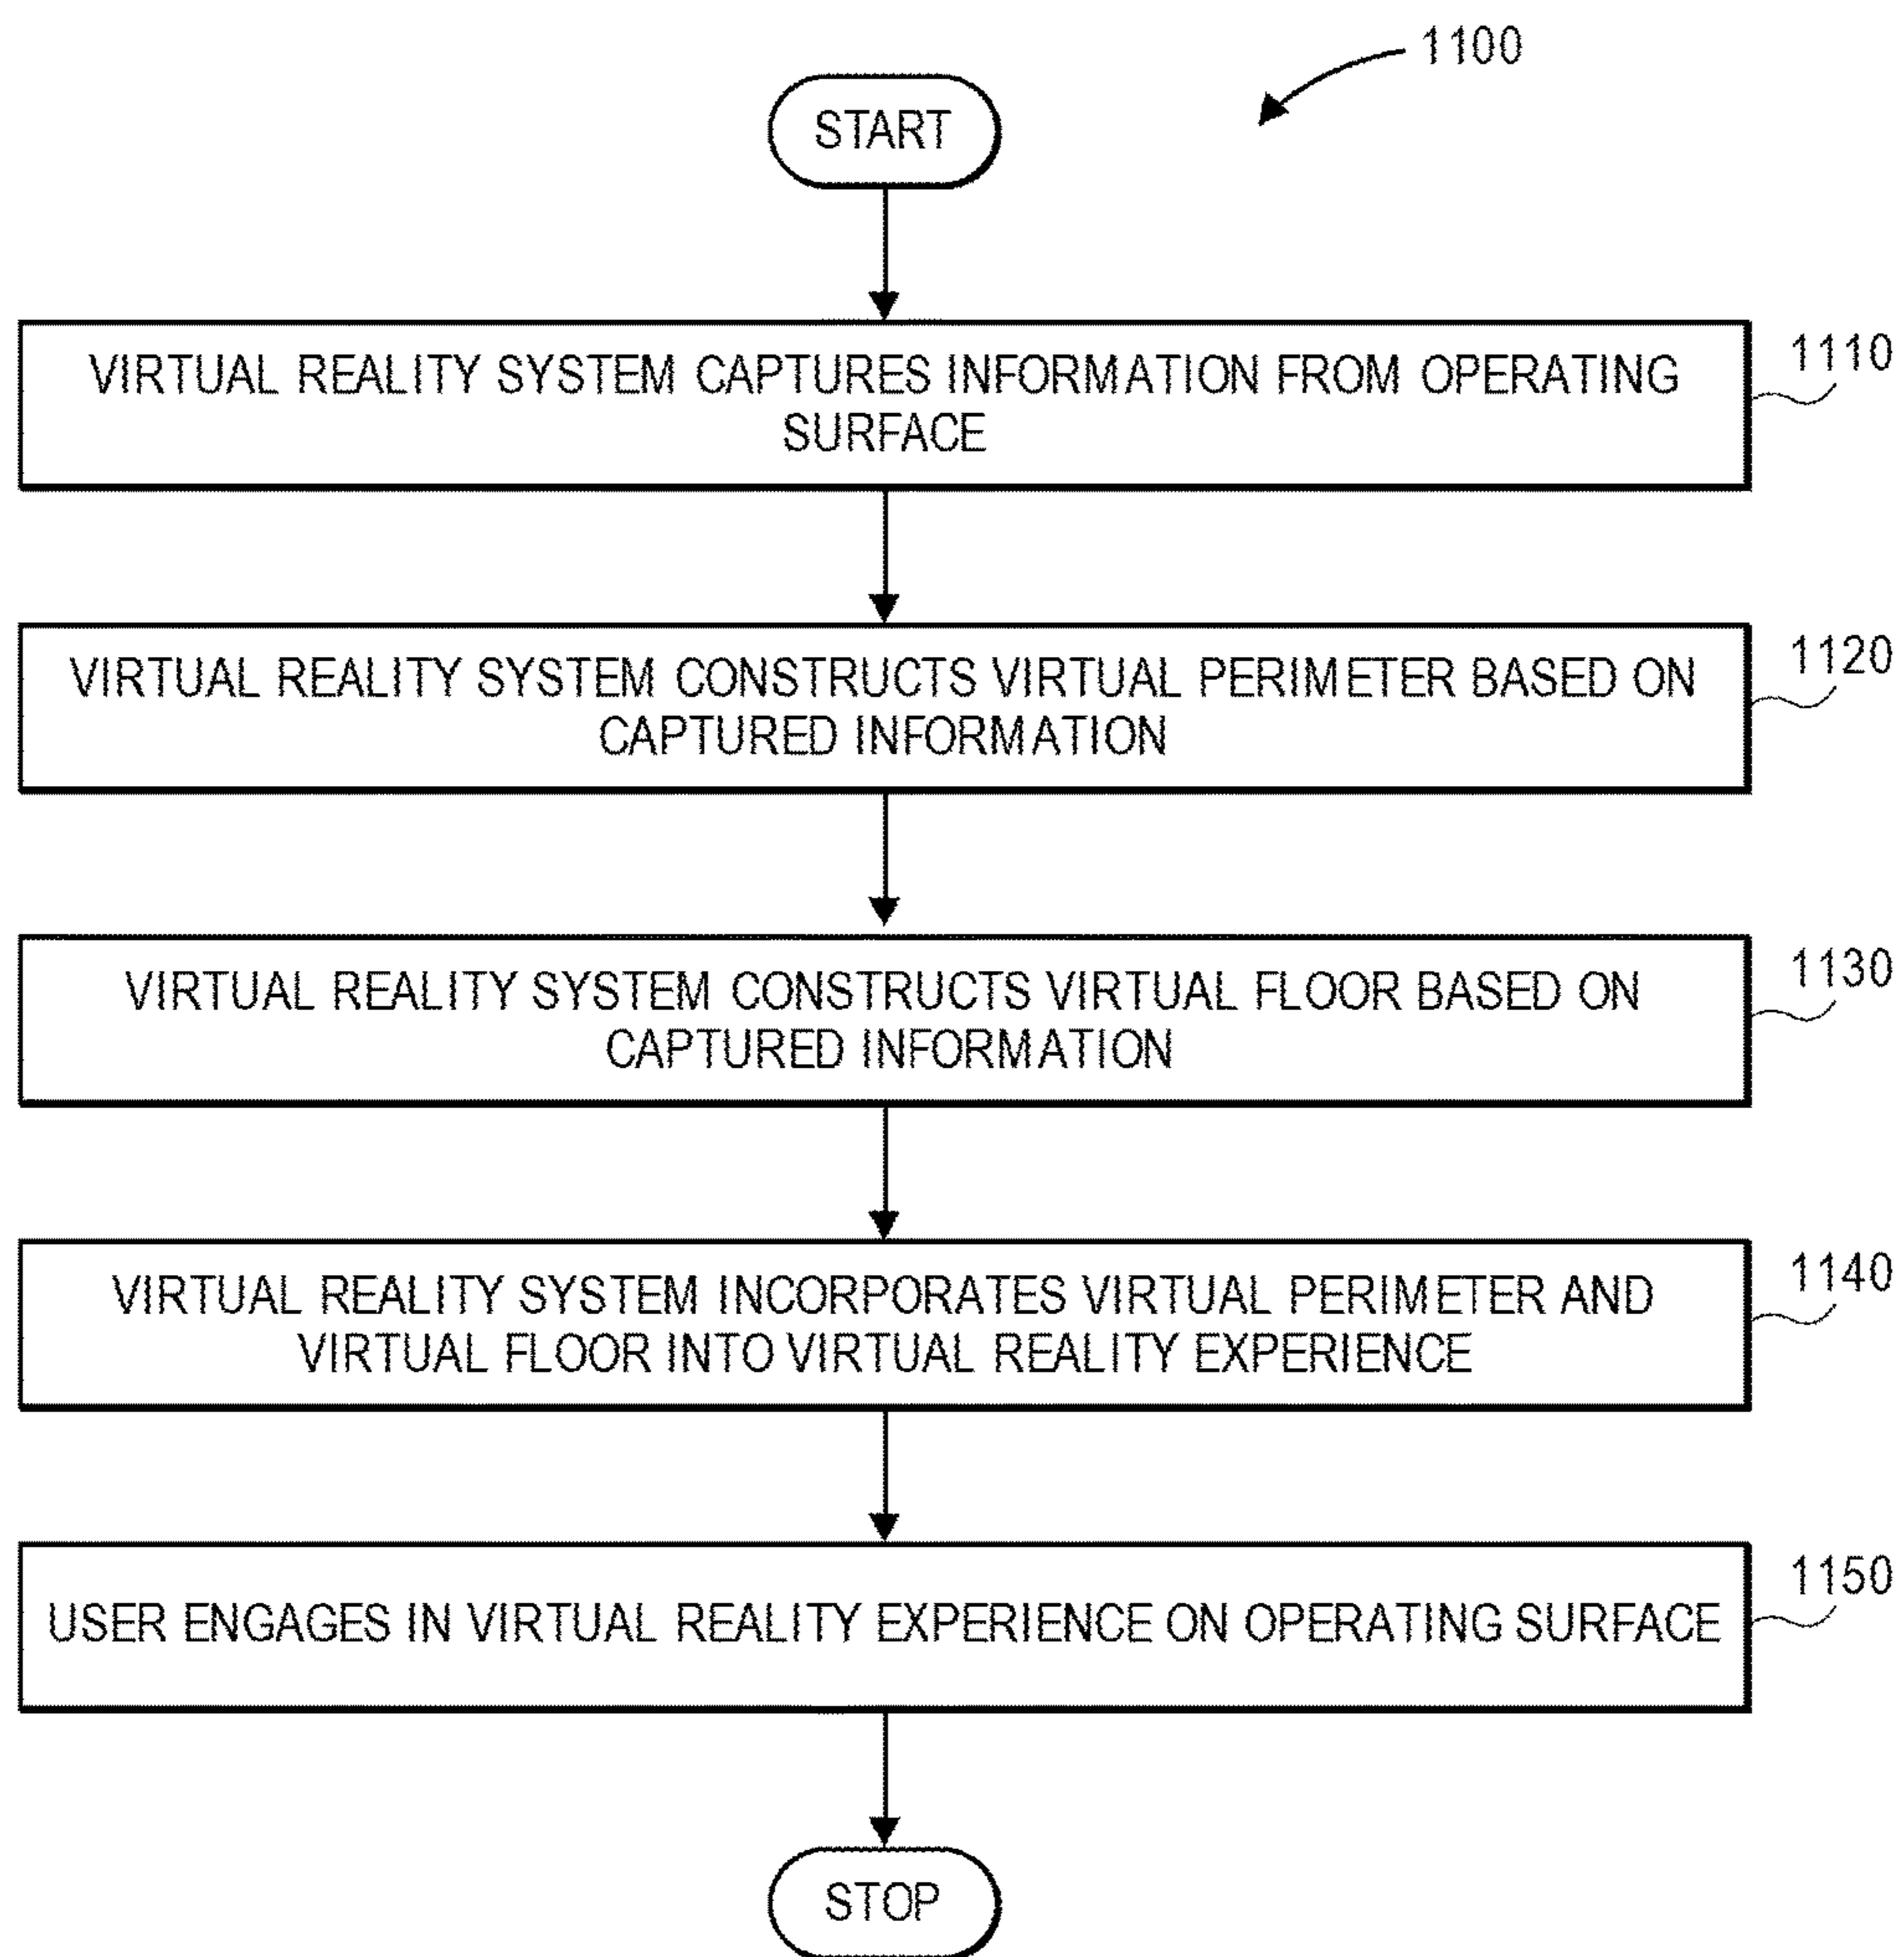 1100
START
VIRTUAL REALITY SYSTEM CAPTURES INFORMATION FROM OPERATING
SURFACE
1110
VIRTUAL REALITY SYSTEM CONSTRUCTS VIRTUAL PERIMETER BASED ON
CAPTURED INFORMATION
1120
VIRTUAL REALITY SYSTEM CONSTRUCTS VIRTUAL FLOOR BASED ON
CAPTURED INFORMATION
1130
VIRTUAL REALITY SYSTEM INCORPORATES VIRTUAL PERIMETER AND
VIRTUAL FLOOR INTO VIRTUAL REALITY EXPERIENCE
1140
USER ENGAGES IN VIRTUAL REALITY EXPERIENCE ON OPERATING SURFACE
1150
STOP